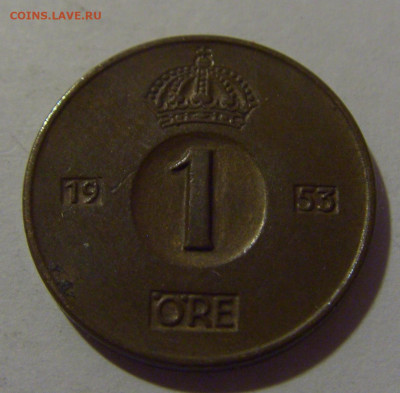 COINS.LAVE.RU
19 1 53
ÖRE